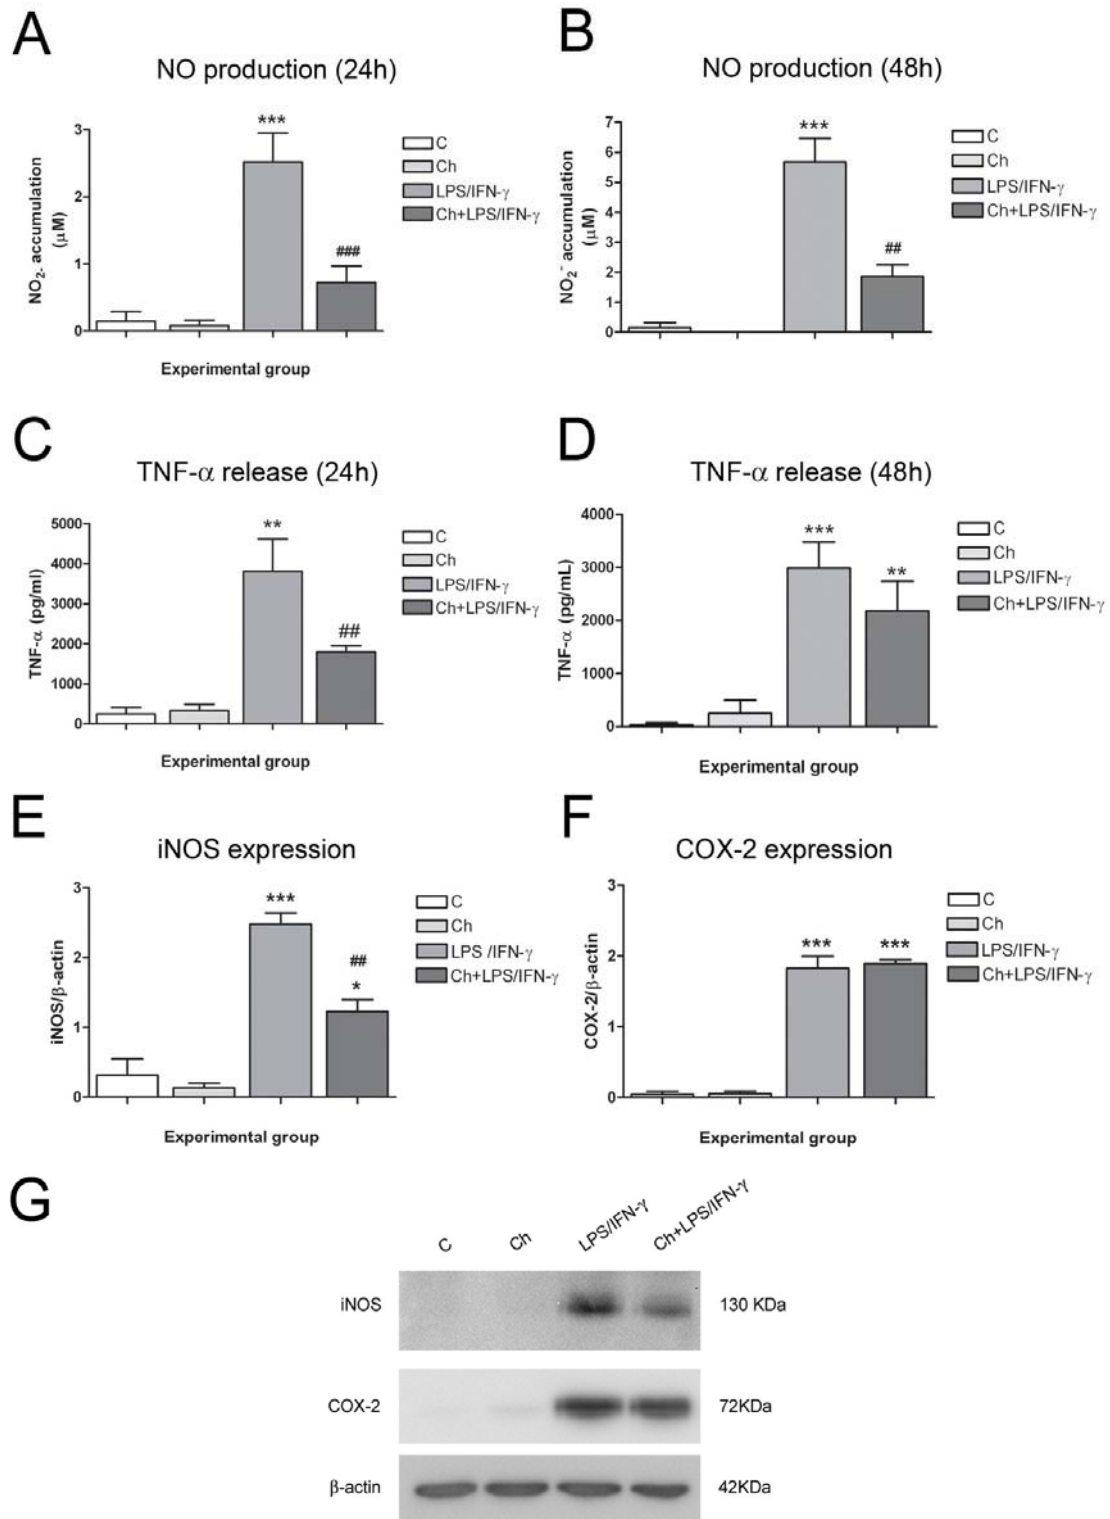 A
NO production (24h)
NO2- accumulation
(μM)
3
2
1
0
***
###
C
Ch
LPS/IFN-γ
Ch+LPS/IFN-γ
Experimental group
B
NO production (48h)
NO2- accumulation
(μM)
7
6
5
4
3
2
1
0
***
##
C
Ch
LPS/IFN-γ
Ch+LPS/IFN-γ
C
TNF-α release (24h)
TNF-α (pg/ml)
5000
4000
3000
2000
1000
0
**
##
C
Ch
LPS/IFN-γ
Ch+LPS/IFN-γ
Experimental group
D
TNF-α release (48h)
TNF-α (pg/mL)
4000
3000
2000
1000
0
***
**
C
Ch
LPS/IFN-γ
Ch+LPS/IFN-γ
Experimental group
E
iNOS expression
iNOS/β-actin
3
2
1
0
***
##
*
C
Ch
LPS /IFN-γ
Ch+LPS/IFN-γ
Experimental group
F
COX-2 expression
COX-2/β-actin
3
2
1
0
***
***
C
Ch
LPS/IFN-γ
Ch+LPS/IFN-γ
Experimental group
G
C Ch LPS/IFN-γ Ch+LPS/IFN-γ
iNOS 130 KDa
COX-2 72KDa
β-actin 42KDa